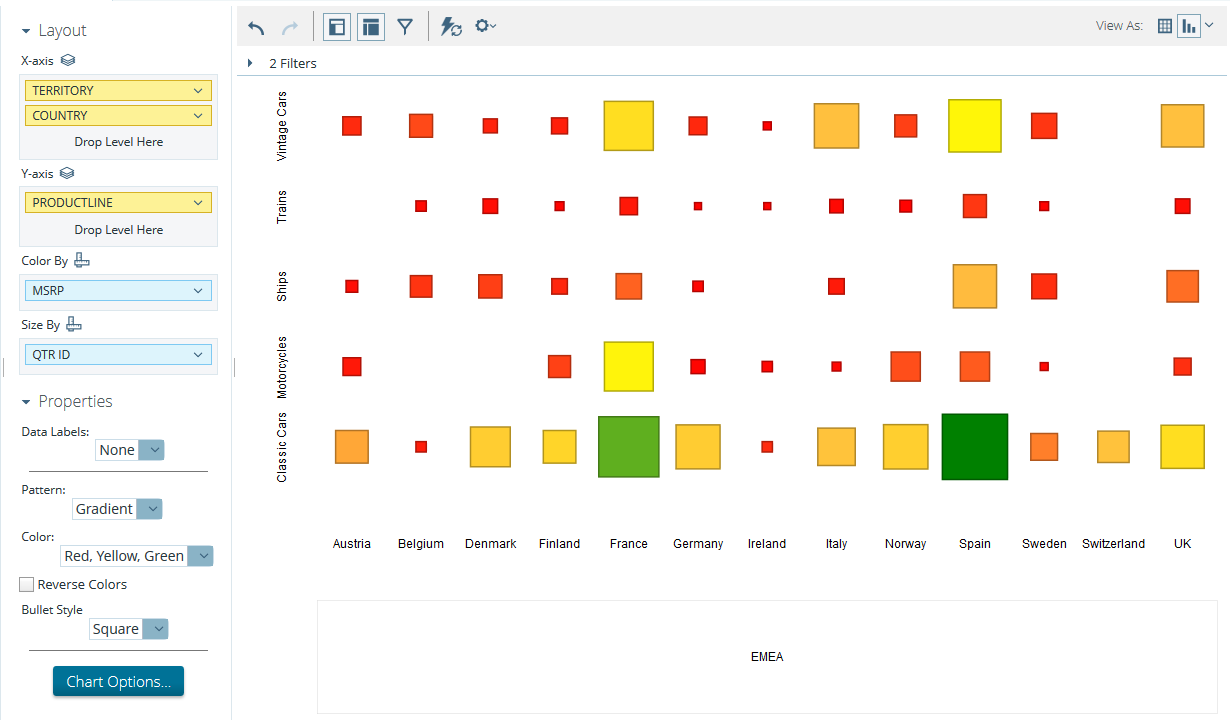 Layout
X-axis
TERRITORY
COUNTRY
Drop Level Here
Y-axis
PRODUCTLINE
Drop Level Here
Color By
MSRP
Size By
QTR ID
Properties
Data Labels:
None
Pattern:
Gradient
Color:
Red, Yellow, Green
Reverse Colors
Bullet Style
Square
Chart Options...
View As:
2 Filters
Vintage Cars
Trains
Ships
Motorcycles
Classic Cars
Austria Belgium Denmark Finland France Germany Ireland Italy Norway Spain Sweden Switzerland UK
EMEA